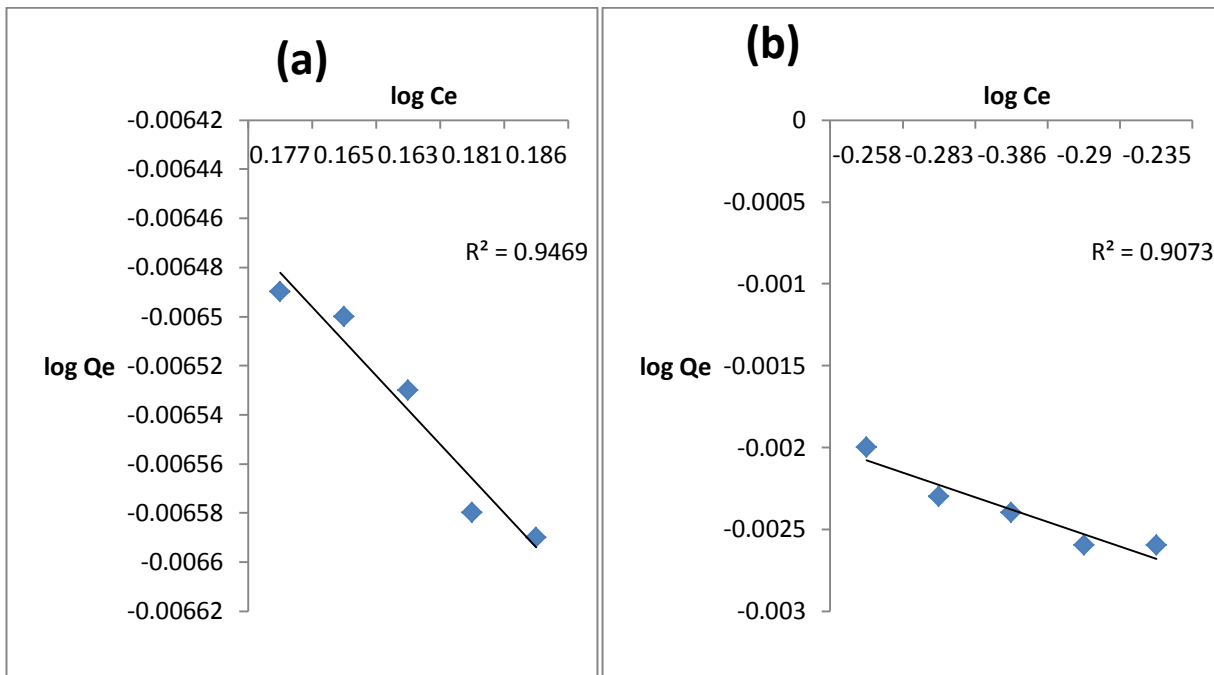 (a)
log Ce
-0.00642
0.177 0.165 0.163 0.181 0.186
-0.00644
-0.00646
R² = 0.9469
-0.00648
-0.0065
log Qe
-0.00652
-0.00654
-0.00656
-0.00658
-0.0066
-0.00662
(b)
log Ce
0
-0.258 -0.283 -0.386 -0.29 -0.235
-0.0005
R² = 0.9073
-0.001
log Qe
-0.0015
-0.002
-0.0025
-0.003